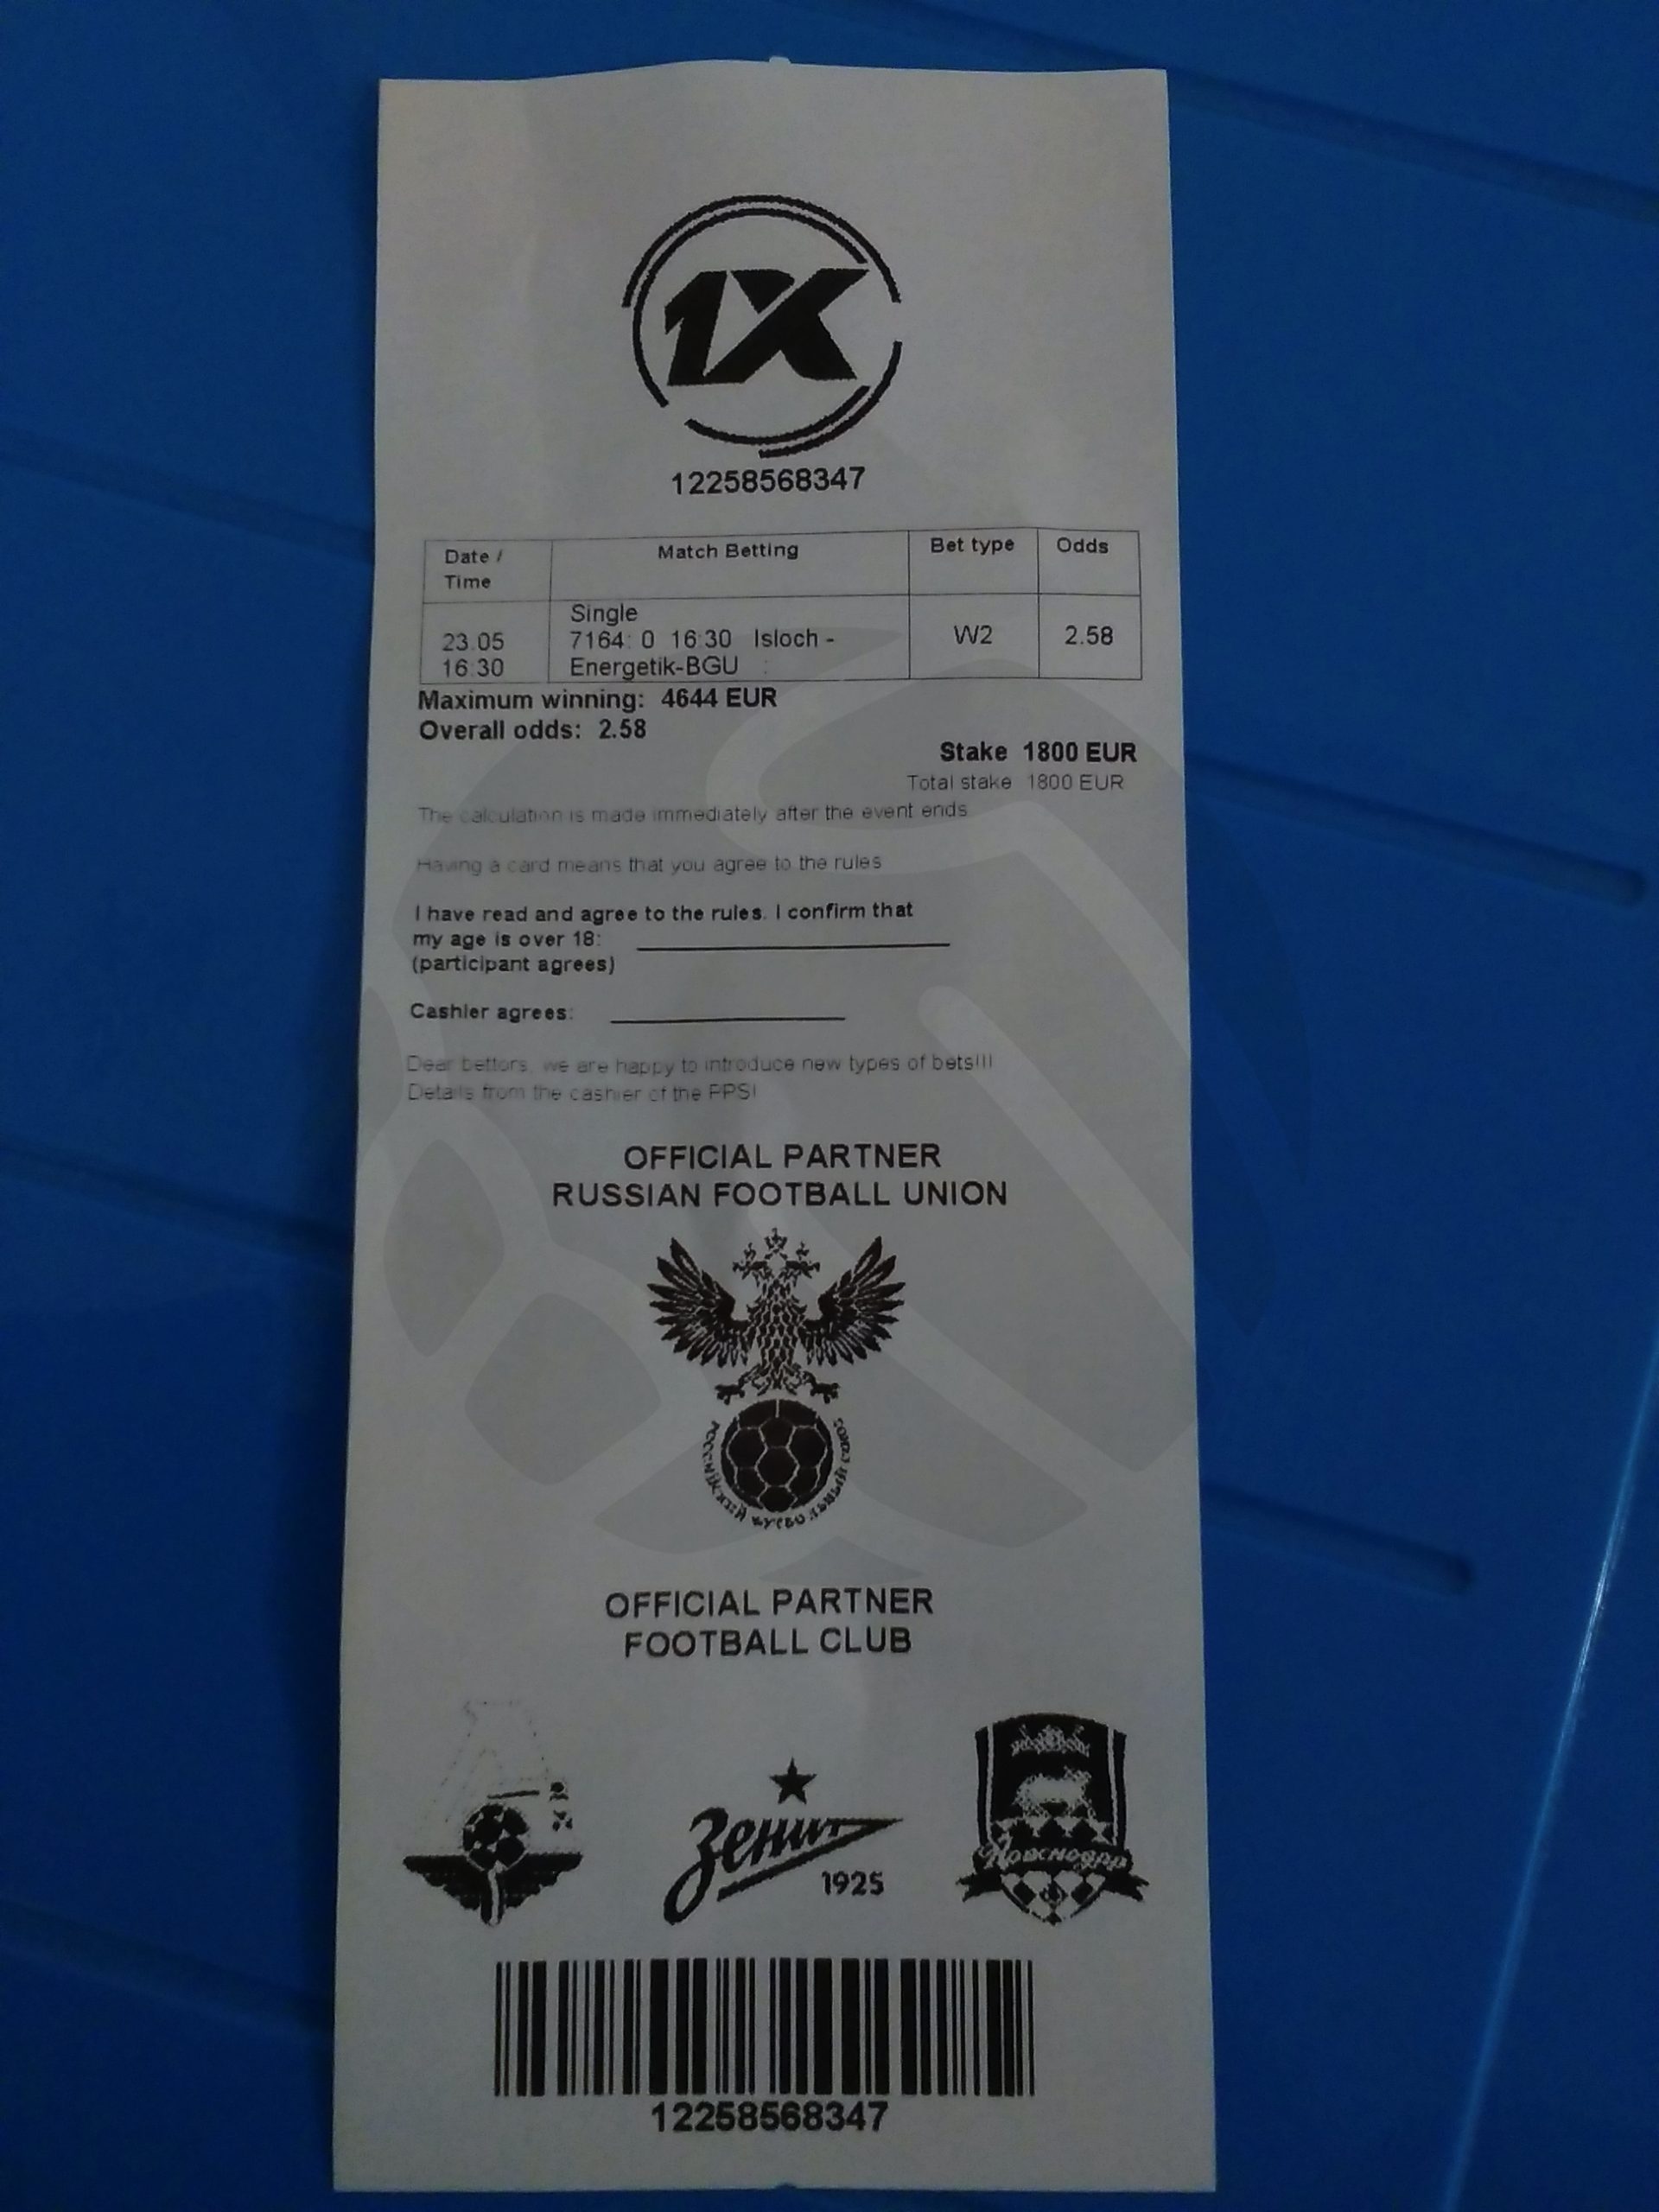 1X
12258568347
Date / Time Match Betting Bet type Odds
Single
23.05 7164: 0 16:30 Isloch - W2 2.58
16:30 Energetik-BGU :
Maximum winning: 4644 EUR
Overall odds: 2.58
Stake 1800 EUR
Total stake 1800 EUR
The calculation is made immediately after the event ends
Having a card means that you agree to the rules
I have read and agree to the rules. I confirm that
my age is over 18:
(participant agrees)
Cashier agrees:
Dear bettors, we are happy to introduce new types of bets!!!
Details from the cashier of the PPS!
OFFICIAL PARTNER
RUSSIAN FOOTBALL UNION
РОССИЙСКИЙ ФУТБОЛЬНЫЙ СОЮЗ
OFFICIAL PARTNER
FOOTBALL CLUB
Зенит
1925
Краснодар
12258568347